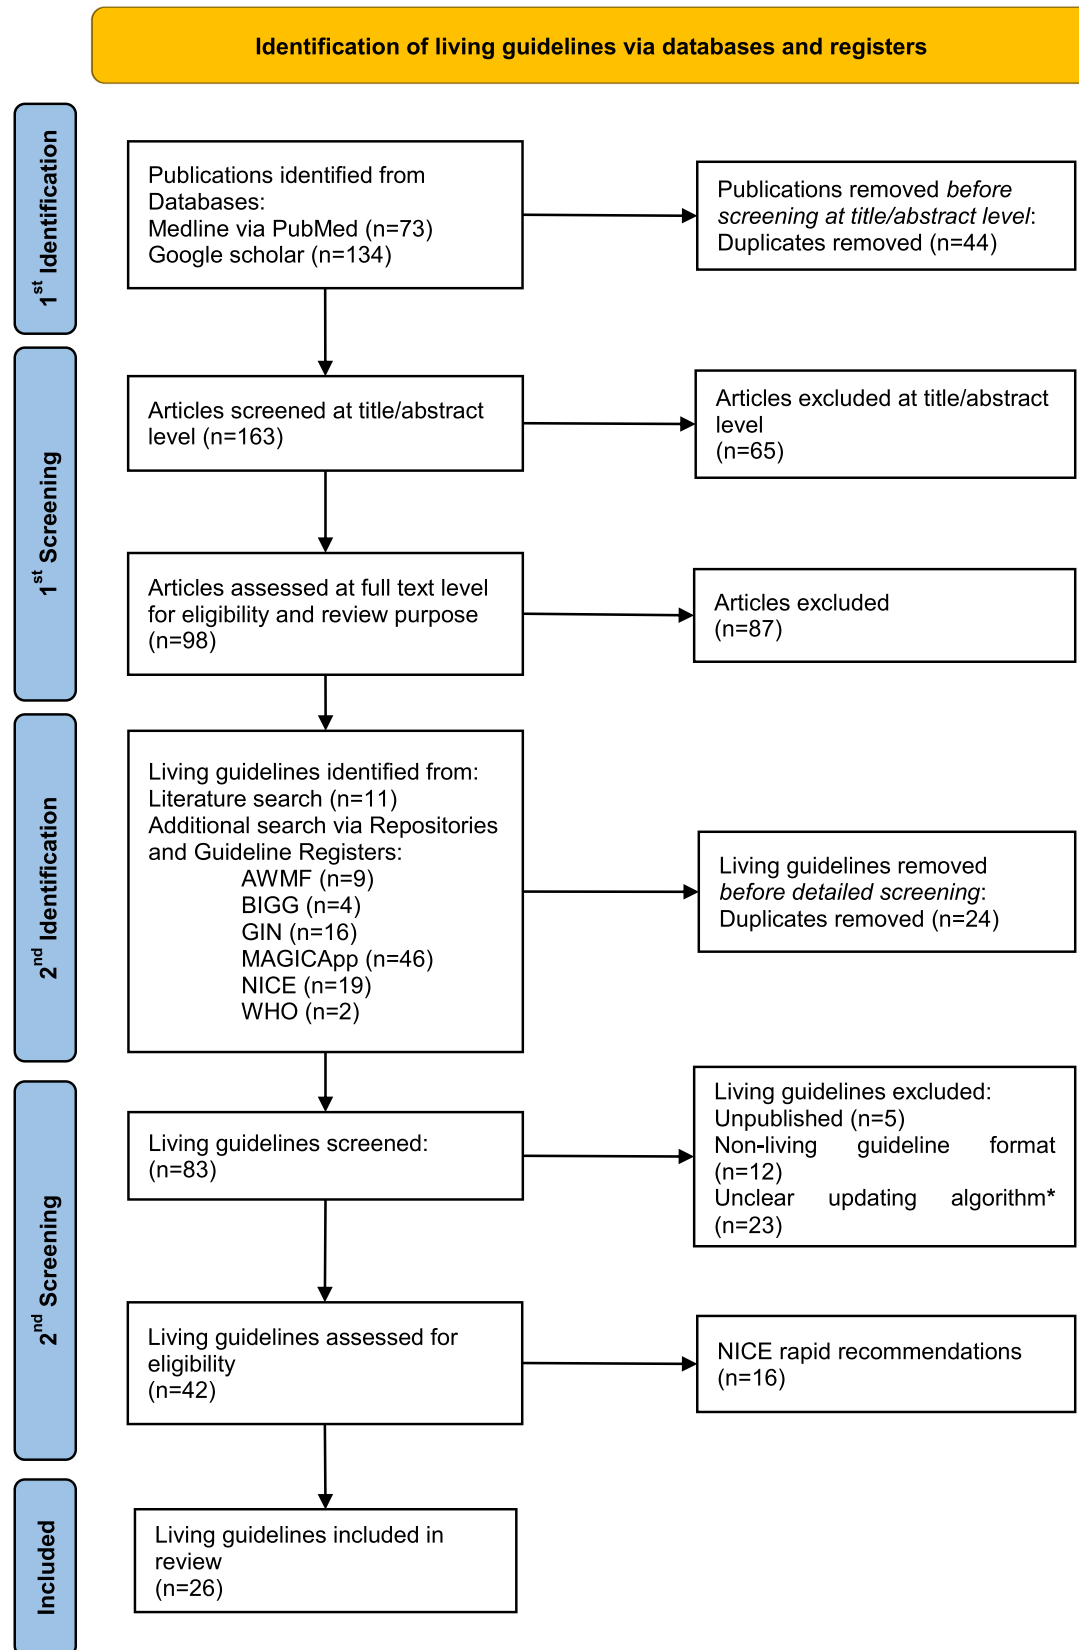 Identification of living guidelines via databases and registers
1st Identification
Publications identified from
Databases:
Medline via PubMed (n=73)
Google scholar (n=134)
Publications removed before
screening at title/abstract level:
Duplicates removed (n=44)
1st Screening
Articles screened at title/abstract
level (n=163)
Articles excluded at title/abstract
level
(n=65)
Articles assessed at full text level
for eligibility and review purpose
(n=98)
Articles excluded
(n=87)
2nd Identification
Living guidelines identified from:
Literature search (n=11)
Additional search via Repositories
and Guideline Registers:
AWMF (n=9)
BIGG (n=4)
GIN (n=16)
MAGICApp (n=46)
NICE (n=19)
WHO (n=2)
Living guidelines removed
before detailed screening:
Duplicates removed (n=24)
2nd Screening
Living guidelines screened:
(n=83)
Living guidelines excluded:
Unpublished (n=5)
Non-living guideline format
(n=12)
Unclear updating algorithm*
(n=23)
Living guidelines assessed for
eligibility
(n=42)
NICE rapid recommendations
(n=16)
Included
Living guidelines included in
review
(n=26)